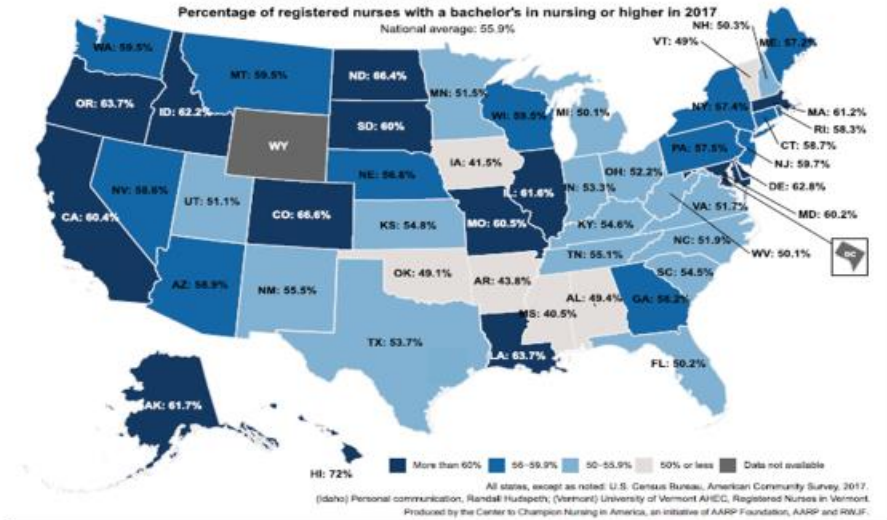 Percentage of registered nurses with a bachelor's in nursing or higher in 2017
National average: 55.9%
NH: 50.3%
VT: 49%
ME: 57.2%
WA: 59.5%
MT: 59.5%
ND: 66.4%
MN: 51.5%
OR: 63.7%
ID: 62.2%
WY
SD: 60%
WI: 59.5%
MI: 50.1%
NY: 57.4%
MA: 61.2%
RI: 58.3%
CT: 58.7%
NJ: 59.7%
DE: 62.8%
MD: 60.2%
WV: 50.1%
DC
PA: 57.5%
IA: 41.5%
NE: 56.8%
IL: 61.6%
IN: 53.3%
OH: 52.2%
VA: 51.7%
NV: 58.6%
UT: 51.1%
CO: 66.6%
CA: 60.4%
KS: 54.8%
MO: 60.5%
KY: 54.6%
NC: 51.9%
TN: 55.1%
SC: 54.5%
AZ: 58.9%
NM: 55.5%
OK: 49.1%
AR: 43.8%
MS: 40.5%
AL: 49.4%
GA: 56.2%
TX: 53.7%
LA: 63.7%
FL: 50.2%
AK: 61.7%
HI: 72%
More than 60%
56–59.9%
50–55.9%
50% or less
Data not available
All states, except as noted: U.S. Census Bureau, American Community Survey, 2017.
(Idaho) Personal communication, Randall Hudspeth; (Vermont) University of Vermont AHEC, Registered Nurses in Vermont.
Produced by the Center to Champion Nursing in America, an initiative of AARP Foundation, AARP and RWJF.